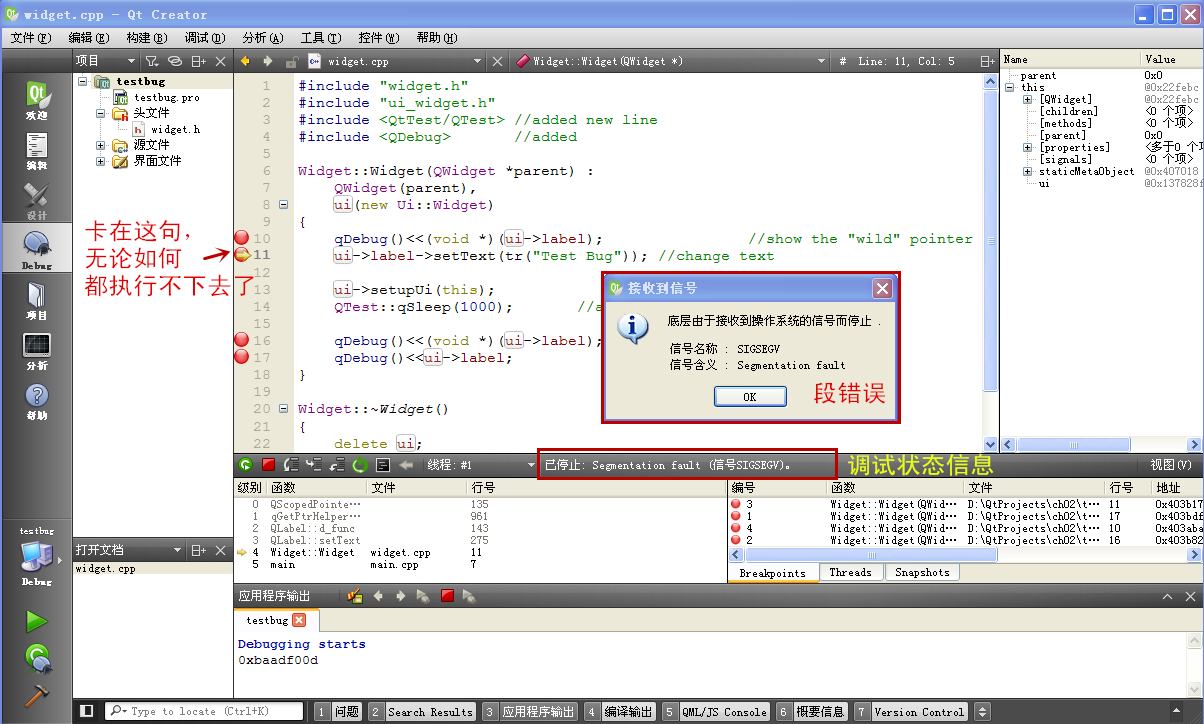 widget.cpp - Qt Creator
文件(F) 编辑(E) 构建(B) 调试(D) 分析(A) 工具(T) 控件(W) 帮助(H)
项目
widget.cpp
Widget::Widget(QWidget *)
# Line: 11, Col: 5
欢迎
编辑
设计
Debug
项目
分析
帮助
testbug
Debug
testbug
testbug.pro
头文件
widget.h
源文件
界面文件
卡在这句，
无论如何
都执行不下去了
1 #include "widget.h"
2 #include "ui_widget.h"
3 #include <QtTest/QTest> //added new line
4 #include <QDebug> //added
5
6 Widget::Widget(QWidget *parent) :
7 QWidget(parent),
8 ui(new Ui::Widget)
9 {
10 qDebug()<<(void *)(ui->label); //show the "wild" pointer
11 ui->label->setText(tr("Test Bug")); //change text
12
13 ui->setupUi(this);
14 QTest::qSleep(1000); //
15
16 qDebug()<<(void *)(ui->label);
17 qDebug()<<ui->label;
18 }
19
20 Widget::~Widget()
21 {
22 delete ui;
接收到信号
底层由于接收到操作系统的信号而停止 .
信号名称 : SIGSEGV
信号含义 : Segmentation fault
OK
段错误
Name Value
parent 0x0
this @0x22febc
[QWidget] @0x22febc
[children] <0 个项>
[methods] <0 个项>
[parent] 0x0
[properties] <多于0 个项
[signals] <0 个项>
staticMetaObject @0x407018
ui @0x137828f
线程: #1
已停止: Segmentation fault (信号SIGSEGV)。
调试状态信息
视图(V)
级别 函数 文件 行号
0 QScopedPointe··· 135
1 qGetPtrHelper··· 961
2 QLabel::d_func 143
3 QLabel::setText 275
4 Widget::Widget widget.cpp 11
5 main main.cpp 7
编号 函数 文件 行号 地址
3 Widget::Widget(QWid··· D:\QtProjects\ch02\t··· 11 0x403b17
1 Widget::Widget(QWid··· D:\QtProjects\ch02\t··· 17 0x403bdf
4 Widget::Widget(QWid··· D:\QtProjects\ch02\t··· 10 0x403aba
2 Widget::Widget(QWid··· D:\QtProjects\ch02\t··· 16 0x403b82
Breakpoints Threads Snapshots
打开文档
widget.cpp
应用程序输出
testbug
Debugging starts
0xbaadf00d
Type to locate (Ctrl+K)
1 问题 2 Search Results 3 应用程序输出 4 编译输出 5 QML/JS Console 6 概要信息 7 Version Control